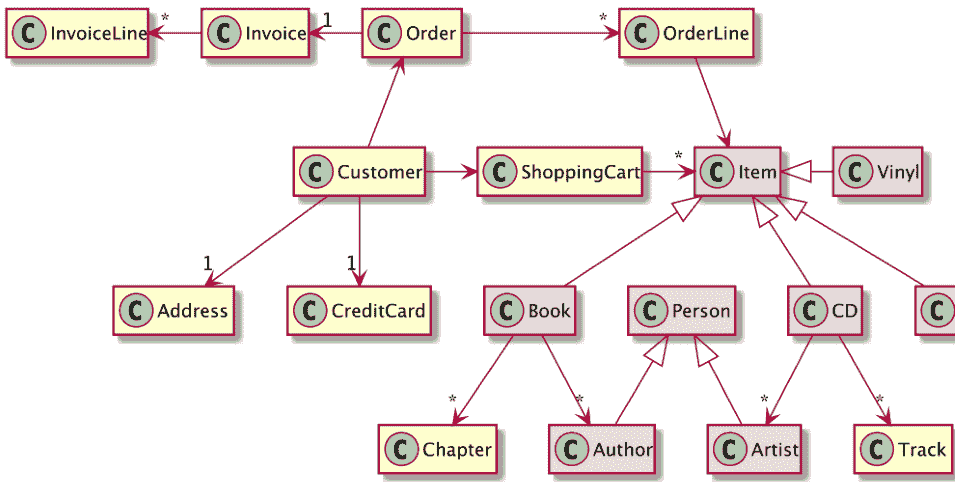 C InvoiceLine * C Invoice 1 C Order * C OrderLine
C Customer C ShoppingCart * C Item C Vinyl
1 1
C Address C CreditCard C Book C Person C CD C
* * * *
C Chapter C Author C Artist C Track